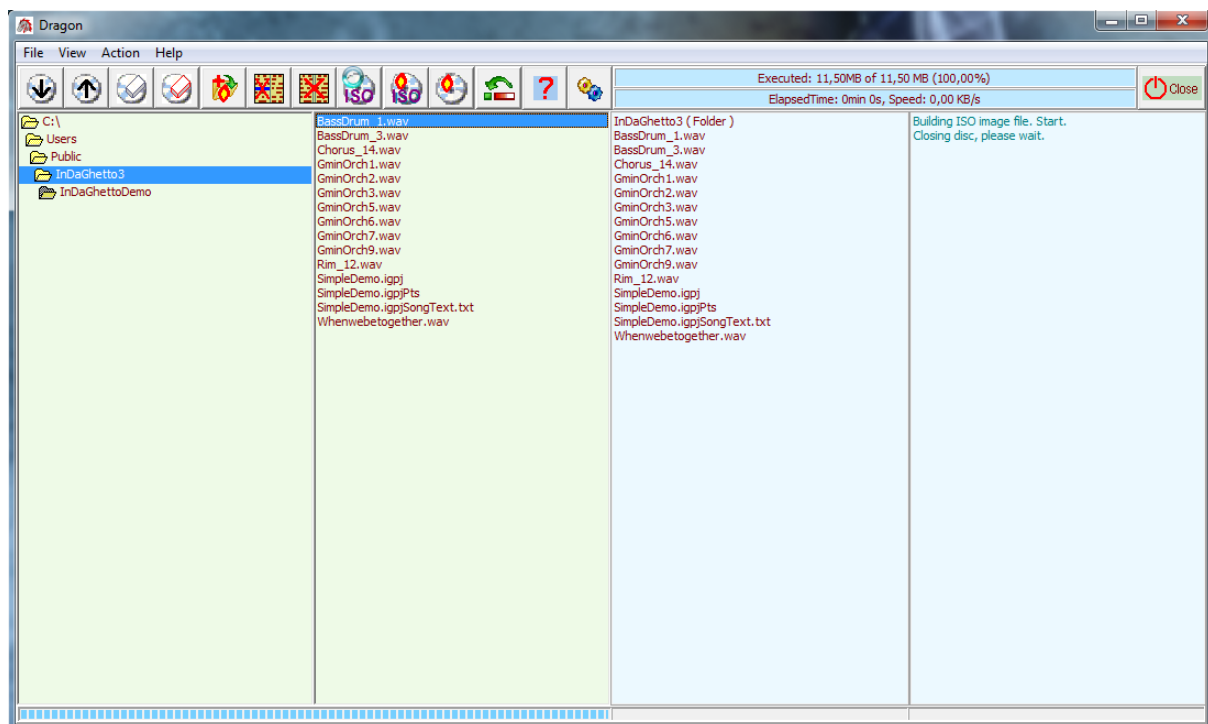 Dragon
File View Action Help
ISO
ISO
?
Executed: 11,50MB of 11,50 MB (100,00%)
ElapsedTime: 0min 0s, Speed: 0,00 KB/s
Close
C:\
Users
Public
InDaGhetto3
InDaGhettoDemo
BassDrum_1.wav
BassDrum_3.wav
Chorus_14.wav
GminOrch1.wav
GminOrch2.wav
GminOrch3.wav
GminOrch5.wav
GminOrch6.wav
GminOrch7.wav
GminOrch9.wav
Rim_12.wav
SimpleDemo.igpj
SimpleDemo.igpjPts
SimpleDemo.igpjSongText.txt
Whenwebetogether.wav
InDaGhetto3 ( Folder )
BassDrum_1.wav
BassDrum_3.wav
Chorus_14.wav
GminOrch1.wav
GminOrch2.wav
GminOrch3.wav
GminOrch5.wav
GminOrch6.wav
GminOrch7.wav
GminOrch9.wav
Rim_12.wav
SimpleDemo.igpj
SimpleDemo.igpjPts
SimpleDemo.igpjSongText.txt
Whenwebetogether.wav
Building ISO image file. Start.
Closing disc, please wait.